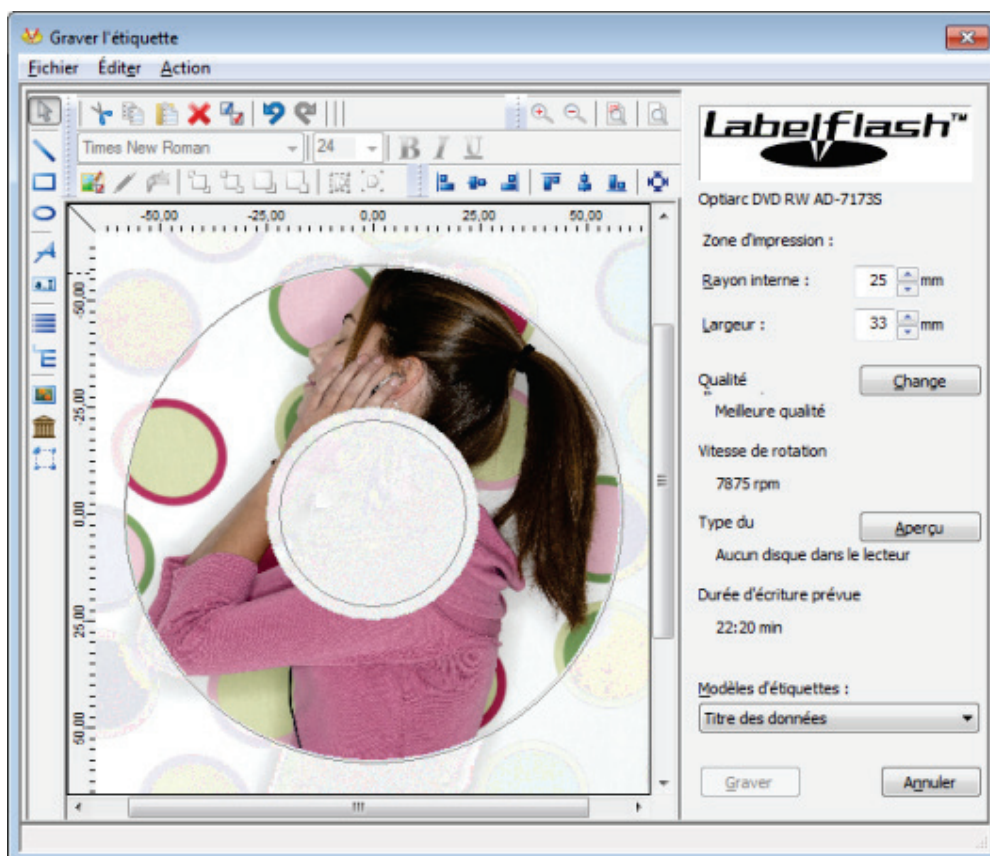 Graver l'étiquette
Fichier Éditer Action
Times New Roman 24 B I U
-50,00 -25,00 0,00 25,00 50,00
-50,00
-25,00
0,00
25,00
50,00
a.I
Labelflash™
Optiarc DVD RW AD-7173S
Zone d'impression :
Rayon interne : 25 mm
Largeur : 33 mm
Qualité Change
Meilleure qualité
Vitesse de rotation
7875 rpm
Type du Aperçu
Aucun disque dans le lecteur
Durée d'écriture prévue
22:20 min
Modèles d'étiquettes :
Titre des données
Graver Annuler